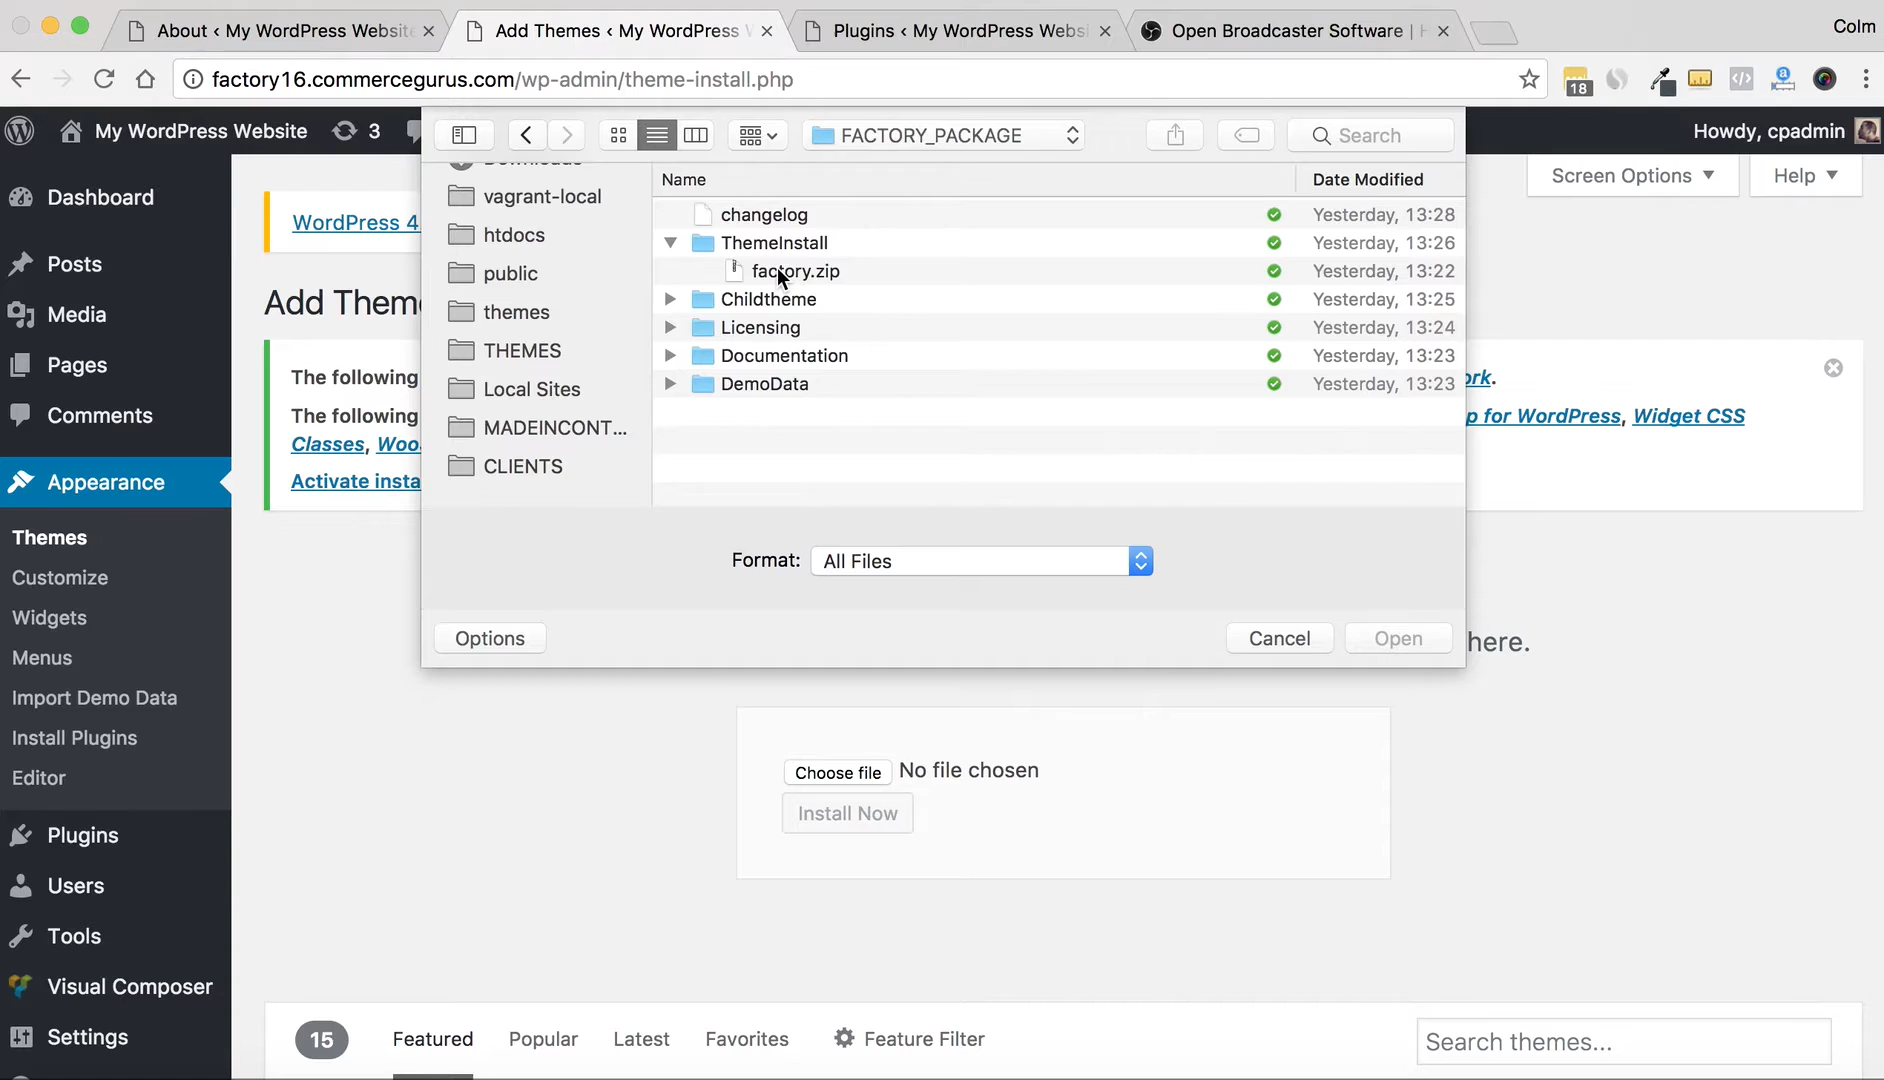 About ‹ My WordPress Website
Add Themes ‹ My WordPress W
Plugins ‹ My WordPress Websi
Open Broadcaster Software | H
Colm
factory16.commercegurus.com/wp-admin/theme-install.php
18
My WordPress Website
3
Howdy, cpadmin
FACTORY_PACKAGE
Search
Screen Options
Help
Dashboard
Posts
Media
Pages
Comments
Appearance
Themes
Customize
Widgets
Menus
Import Demo Data
Install Plugins
Editor
Plugins
Users
Tools
Visual Composer
Settings
WordPress 4.
Add Theme
The following
The following
Classes, Woo
Activate insta
ork.
p for WordPress, Widget CSS
here.
Downloads
vagrant-local
htdocs
public
themes
THEMES
Local Sites
MADEINCONT...
CLIENTS
Name
Date Modified
changelog
Yesterday, 13:28
ThemeInstall
Yesterday, 13:26
factory.zip
Yesterday, 13:22
Childtheme
Yesterday, 13:25
Licensing
Yesterday, 13:24
Documentation
Yesterday, 13:23
DemoData
Yesterday, 13:23
Format:
All Files
Options
Cancel
Open
Choose file
No file chosen
Install Now
15
Featured
Popular
Latest
Favorites
Feature Filter
Search themes...